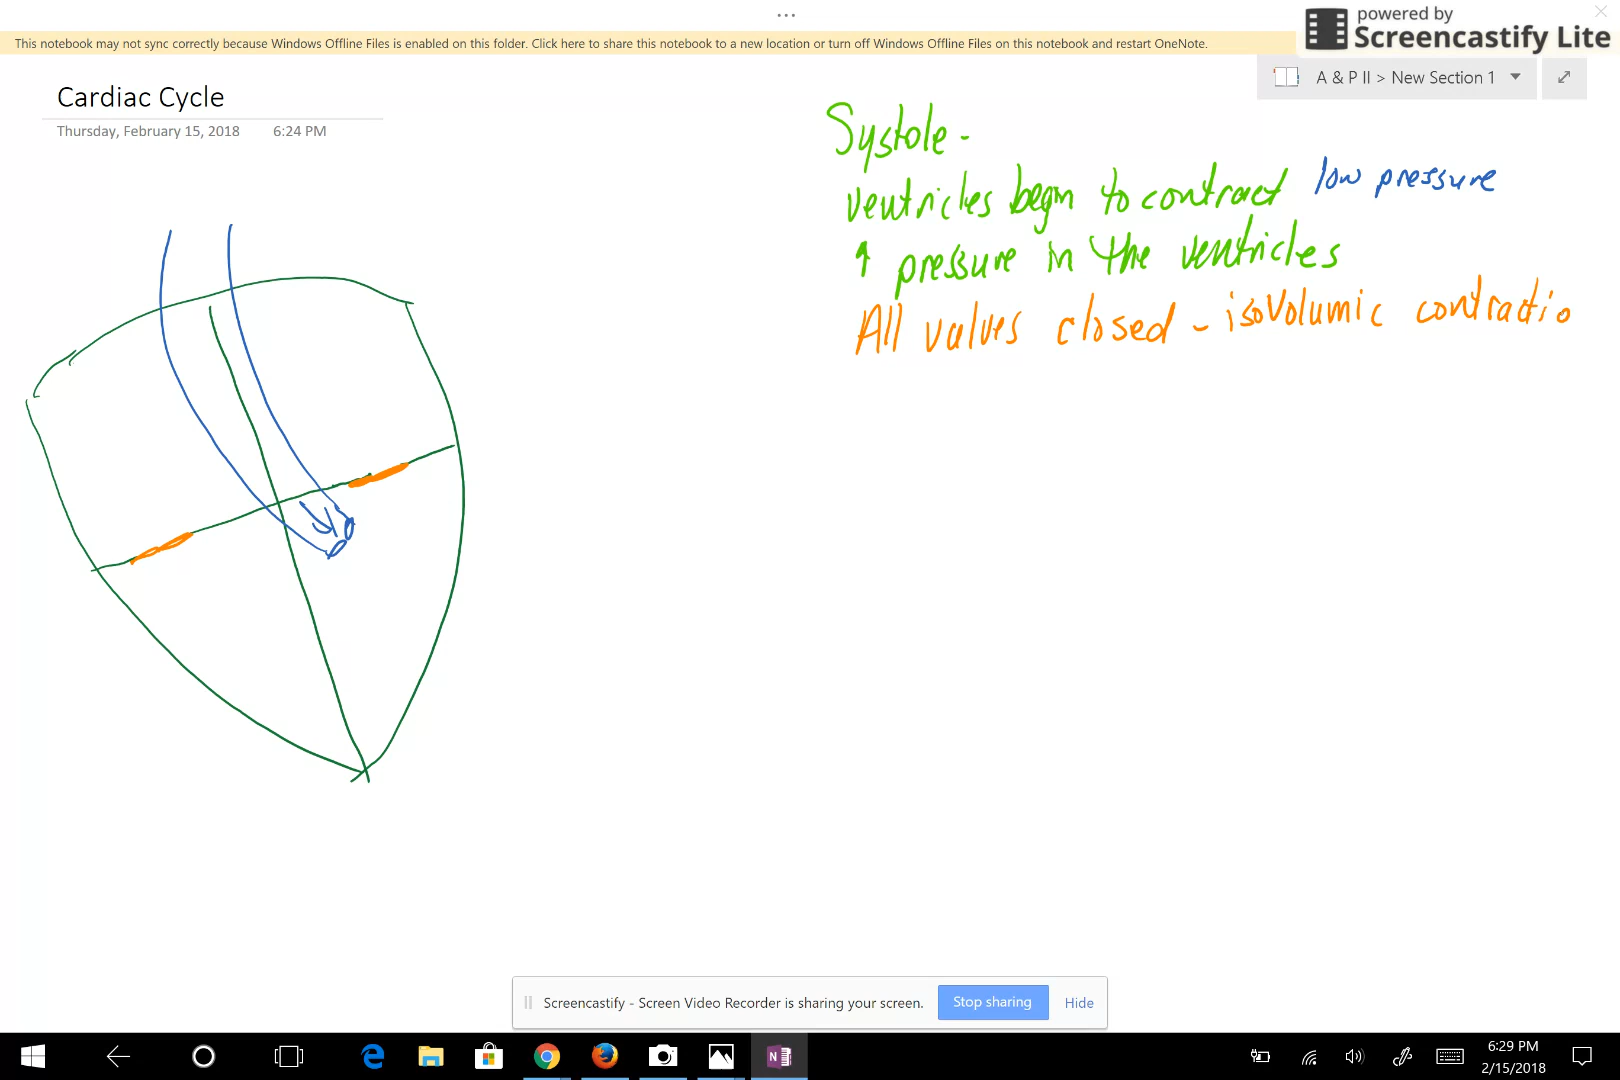 powered by
Screencastify Lite
This notebook may not sync correctly because Windows Offline Files is enabled on this folder. Click here to share this notebook to a new location or turn off Windows Offline Files on this notebook and restart OneNote.
A & P II > New Section 1
Cardiac Cycle
Thursday, February 15, 2018 6:24 PM
Systole -
ventricles begin to contract low pressure
↑ pressure in the ventricles
All valves closed - isovolumic contractio
Screencastify - Screen Video Recorder is sharing your screen. Stop sharing Hide
6:29 PM
2/15/2018